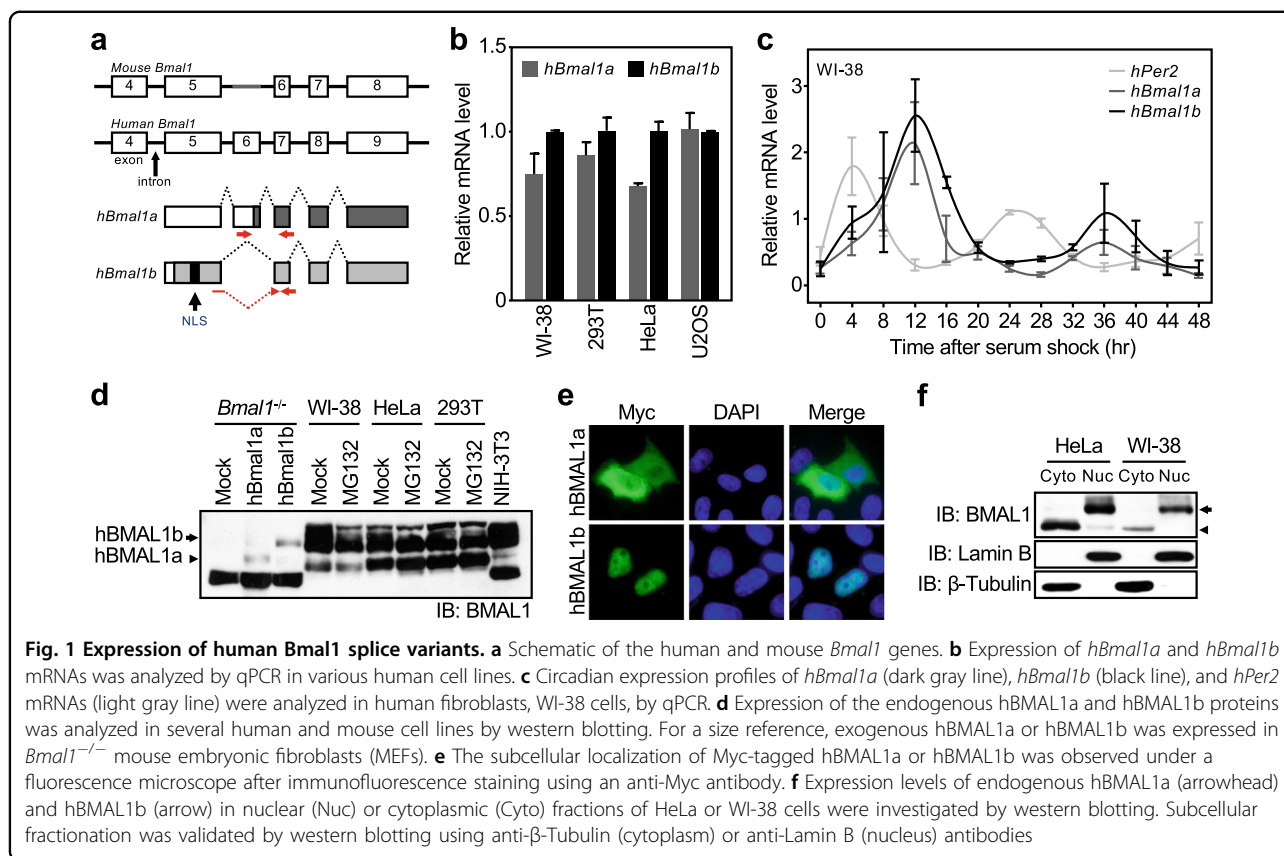 a
Mouse Bmal1
4 5 6 7 8
Human Bmal1
4 5 6 7 8 9
exon
intron
hBmal1a
hBmal1b
NLS
b
Relative mRNA level
1.5
1.0
0.5
0
hBmal1a hBmal1b
WI-38 293T HeLa U2OS
c
WI-38
Relative mRNA level
3
2
1
0
hPer2
hBmal1a
hBmal1b
0 4 8 12 16 20 24 28 32 36 40 44 48
Time after serum shock (hr)
d
Bmal1-/- WI-38 HeLa 293T
Mock hBmal1a hBmal1b Mock MG132 Mock MG132 Mock MG132 NIH-3T3
hBMAL1b
hBMAL1a
IB: BMAL1
e
Myc DAPI Merge
hBMAL1a
hBMAL1b
f
HeLa WI-38
Cyto Nuc Cyto Nuc
IB: BMAL1
IB: Lamin B
IB: β-Tubulin
Fig. 1 Expression of human Bmal1 splice variants. a Schematic of the human and mouse Bmal1 genes. b Expression of hBmal1a and hBmal1b
mRNAs was analyzed by qPCR in various human cell lines. c Circadian expression profiles of hBmal1a (dark gray line), hBmal1b (black line), and hPer2
mRNAs (light gray line) were analyzed in human fibroblasts, WI-38 cells, by qPCR. d Expression of the endogenous hBMAL1a and hBMAL1b proteins
was analyzed in several human and mouse cell lines by western blotting. For a size reference, exogenous hBMAL1a or hBMAL1b was expressed in
Bmal1−/− mouse embryonic fibroblasts (MEFs). e The subcellular localization of Myc-tagged hBMAL1a or hBMAL1b was observed under a
fluorescence microscope after immunofluorescence staining using an anti-Myc antibody. f Expression levels of endogenous hBMAL1a (arrowhead)
and hBMAL1b (arrow) in nuclear (Nuc) or cytoplasmic (Cyto) fractions of HeLa or WI-38 cells were investigated by western blotting. Subcellular
fractionation was validated by western blotting using anti-β-Tubulin (cytoplasm) or anti-Lamin B (nucleus) antibodies